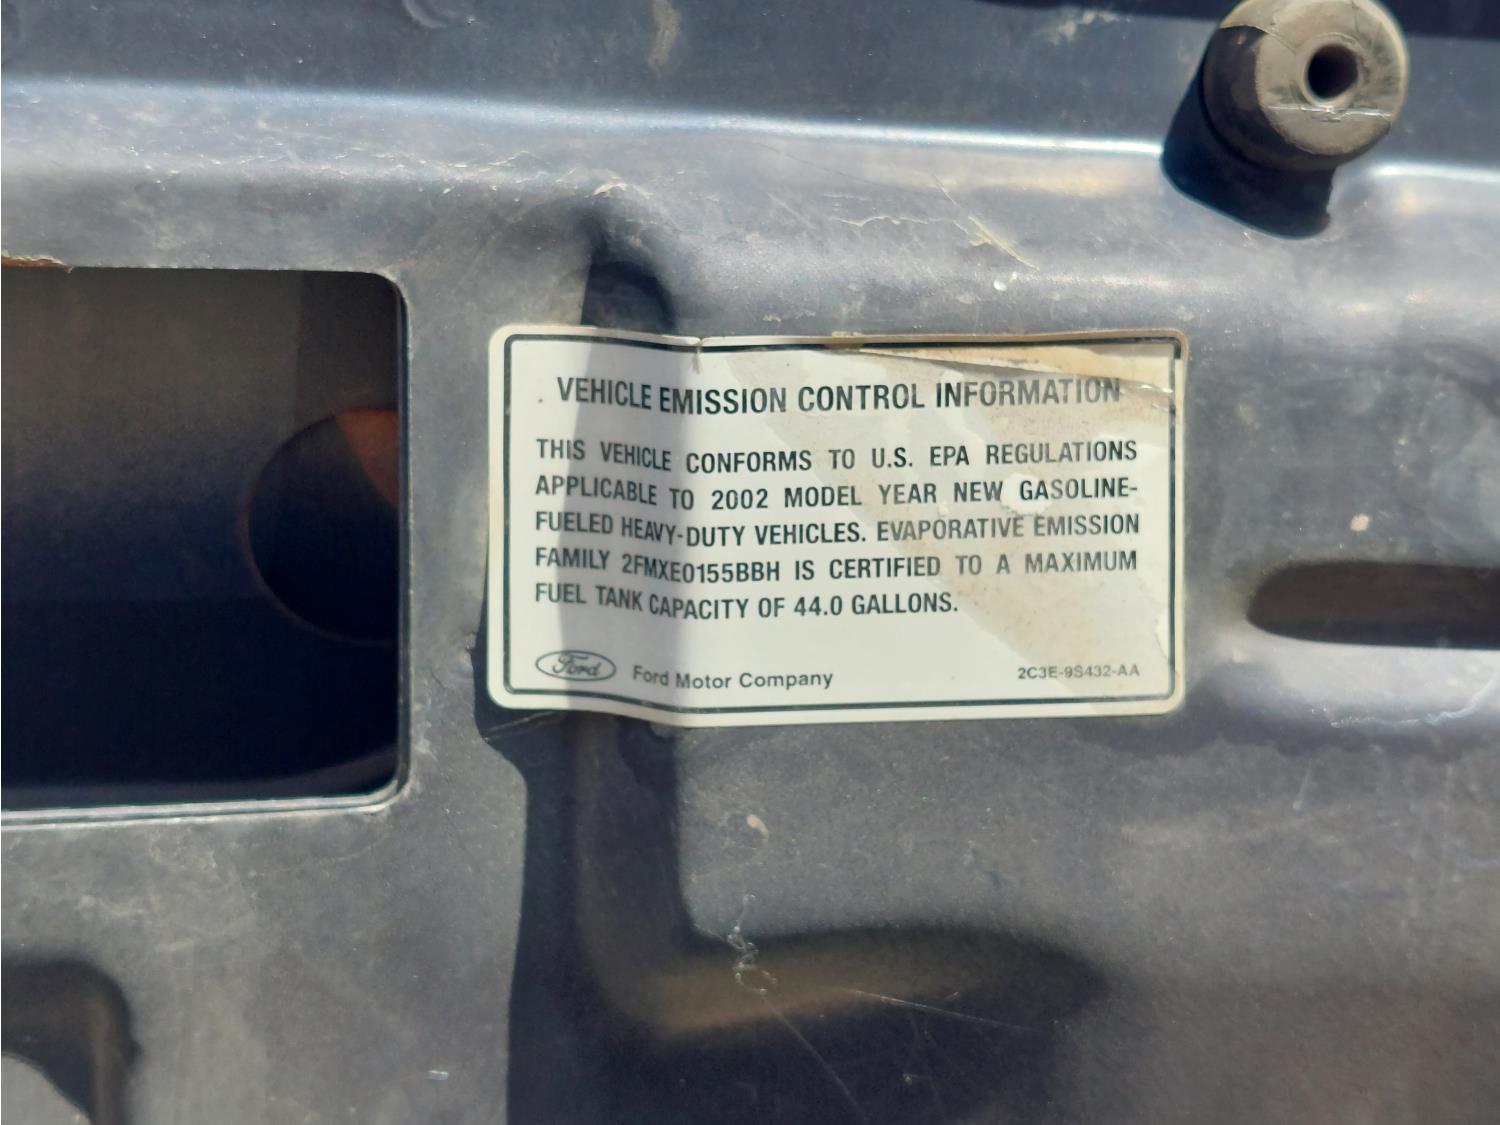 VEHICLE EMISSION CONTROL INFORMATION
THIS VEHICLE CONFORMS TO U.S. EPA REGULATIONS
APPLICABLE TO 2002 MODEL YEAR NEW GASOLINE-
FUELED HEAVY-DUTY VEHICLES. EVAPORATIVE EMISSION
FAMILY 2FMXE0155BBH IS CERTIFIED TO A MAXIMUM
FUEL TANK CAPACITY OF 44.0 GALLONS.
Ford Ford Motor Company 2C3E-9S432-AA